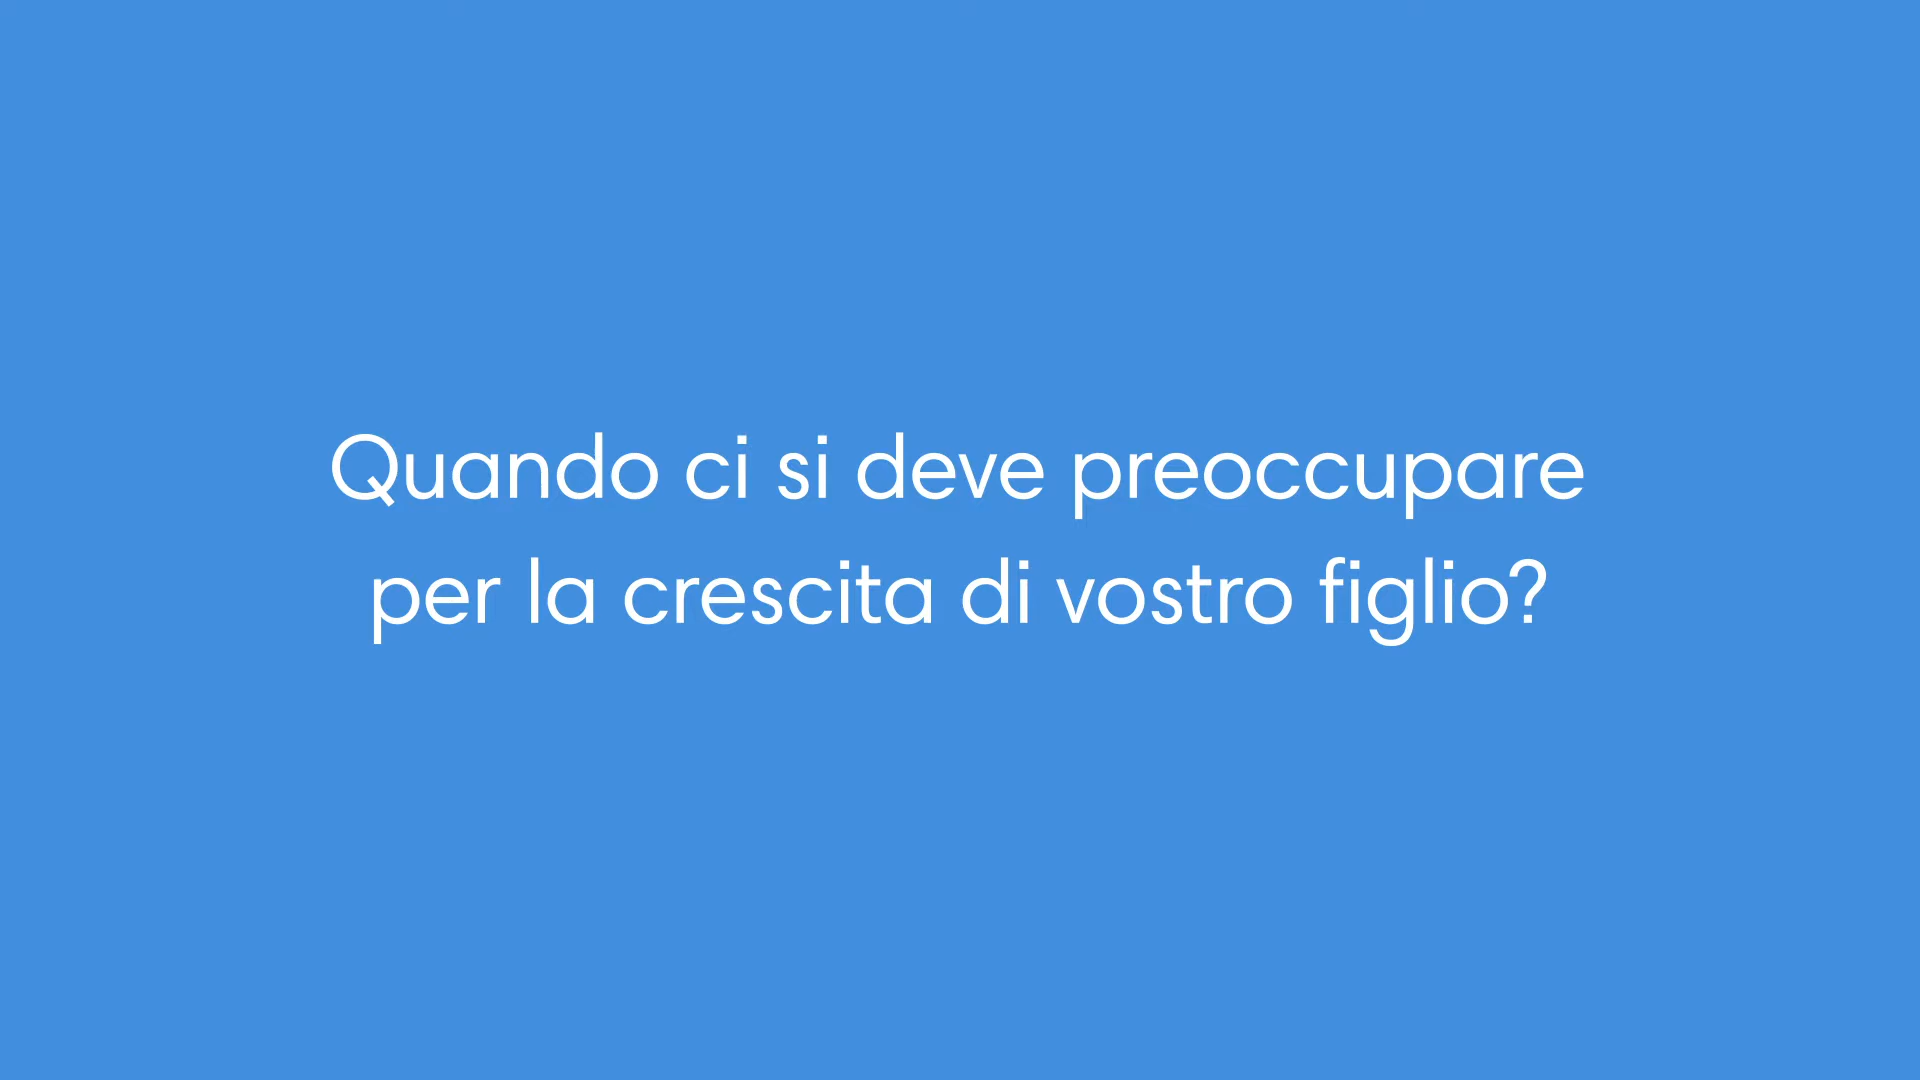 Quando ci si deve preoccupare
per la crescita di vostro figlio?